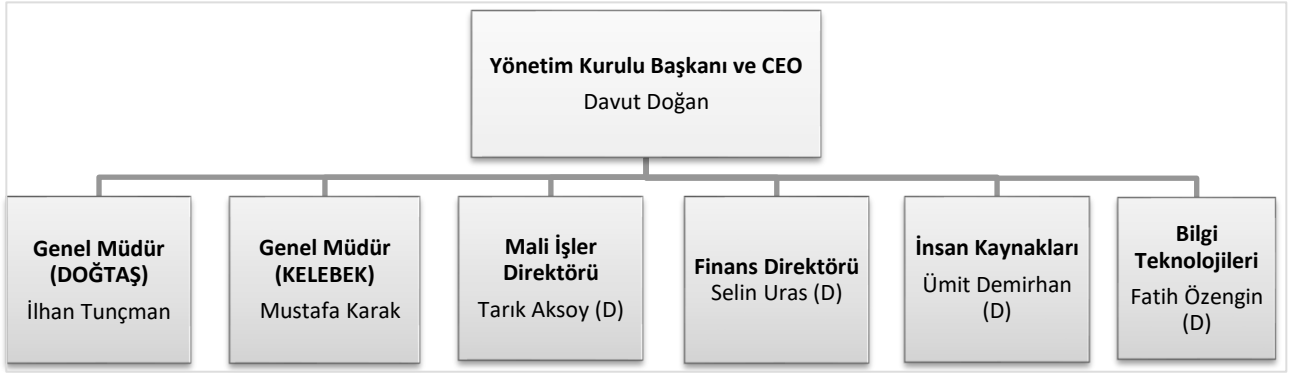 Yönetim Kurulu Başkanı ve CEO
Davut Doğan
Genel Müdür
(DOĞTAŞ)
İlhan Tunçman
Genel Müdür
(KELEBEK)
Mustafa Karak
Mali İşler
Direktörü
Tarık Aksoy (D)
Finans Direktörü
Selin Uras (D)
İnsan Kaynakları
Ümit Demirhan
(D)
Bilgi
Teknolojileri
Fatih Özengin
(D)